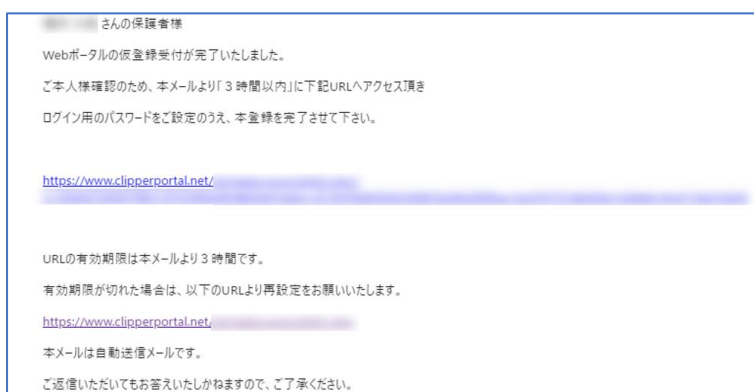 さんの保護者様
Webポータルの仮登録受付が完了いたしました。
ご本人様確認のため、本メールより「３時間以内」に下記URLへアクセス頂き
ログイン用のパスワードをご設定のうえ、本登録を完了させて下さい。
https://www.clipperportal.net/
URLの有効期限は本メールより３時間です。
有効期限が切れた場合は、以下のURLより再設定をお願いいたします。
https://www.clipperportal.net/
本メールは自動送信メールです。
ご返信いただいてもお答えいたしかねますので、ご了承ください。